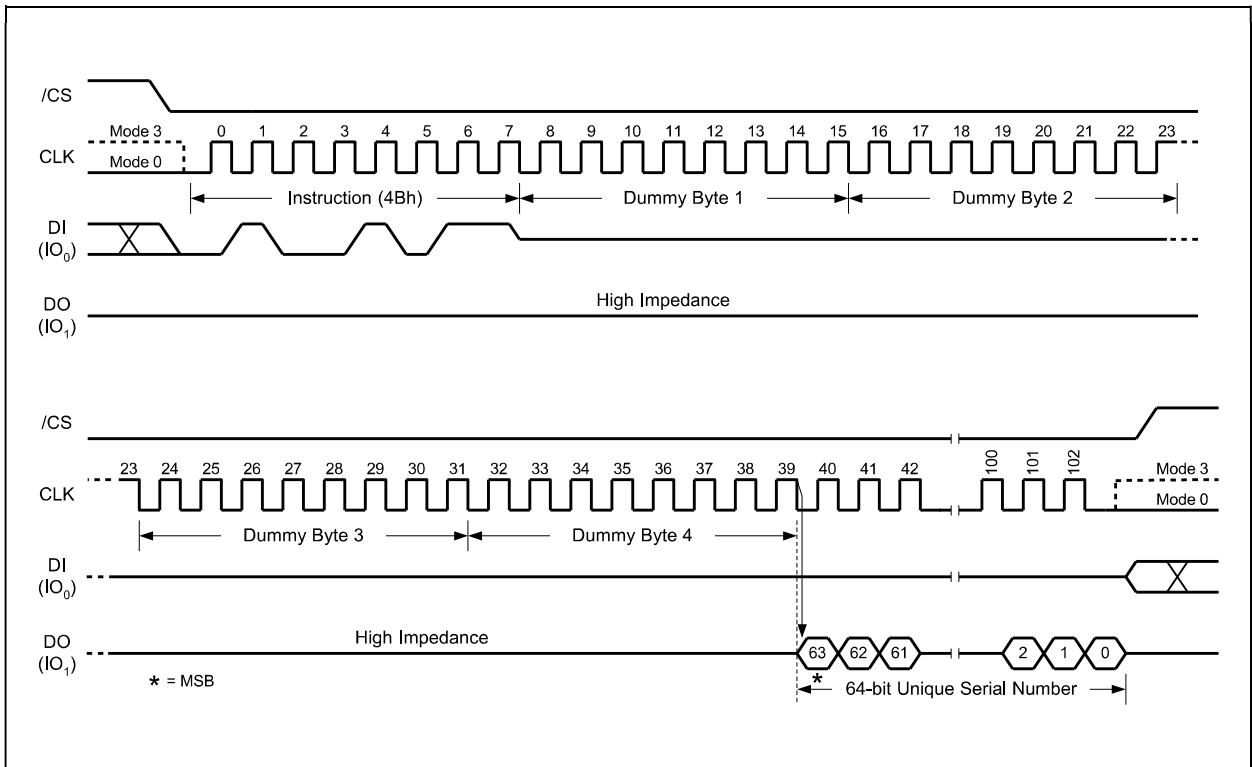 /CS
Mode 3 0 1 2 3 4 5 6 7 8 9 10 11 12 13 14 15 16 17 18 19 20 21 22 23
CLK
Mode 0
Instruction (4Bh) Dummy Byte 1 Dummy Byte 2
DI
(IO0)
High Impedance
DO
(IO1)
/CS
23 24 25 26 27 28 29 30 31 32 33 34 35 36 37 38 39 40 41 42 100 101 102 Mode 3
CLK
Mode 0
Dummy Byte 3 Dummy Byte 4
DI
(IO0)
DO High Impedance
(IO1)
63 62 61 2 1 0
* = MSB * 64-bit Unique Serial Number